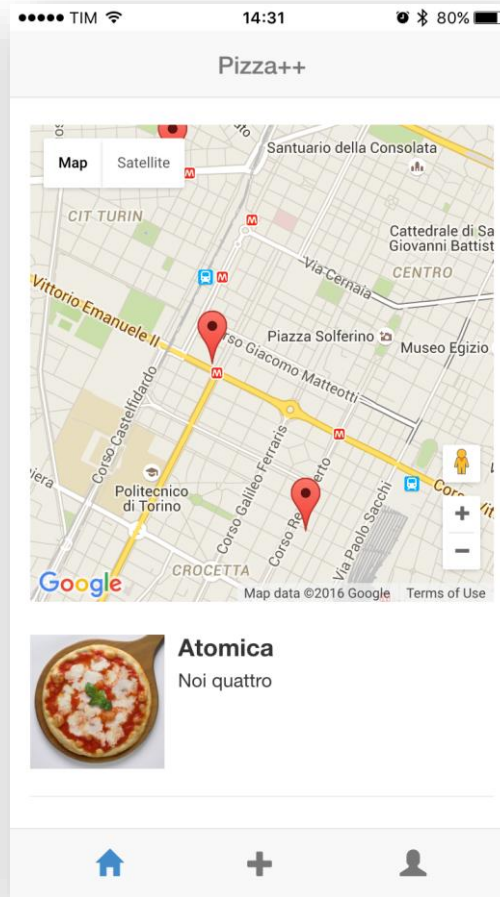 TIM 14:31 80%
Pizza++
Map Satellite
Santuario della Consolata
CIT TURIN
Cattedrale di Sa
Giovanni Battist
Via Cernaia
CENTRO
Vittorio Emanuele II
Piazza Solferino
Museo Egizio
rso Giacomo Matteotti
Corso Castelfidardo
Politecnico
di Torino
Corso Galileo Ferraris
Corso Re
berto
Via Paolo Sacchi
CROCETTA
Google
Map data ©2016 Google Terms of Use
Atomica
Noi quattro